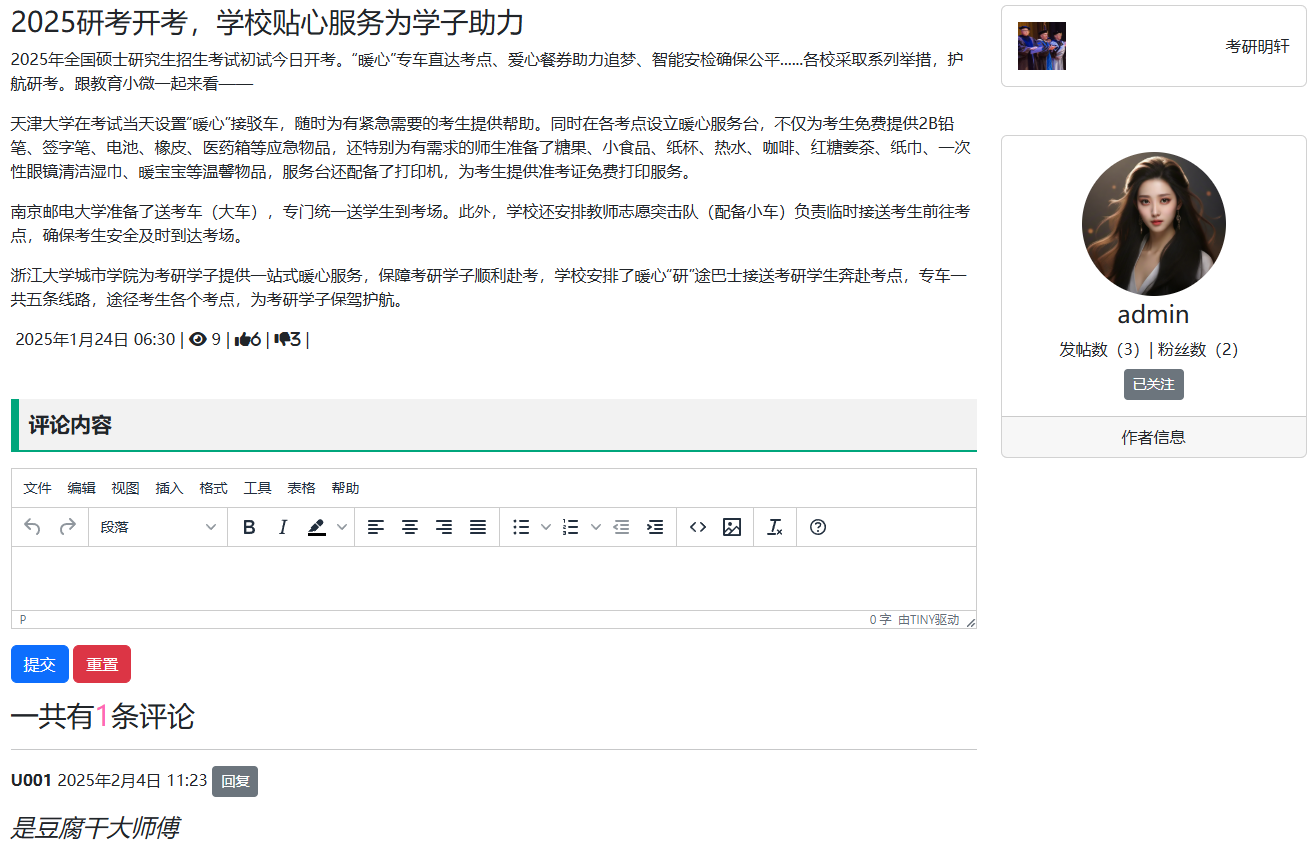 2025研考开考，学校贴心服务为学子助力
2025年全国硕士研究生招生考试初试今日开考。“暖心”专车直达考点、爱心餐券助力追梦、智能安检确保公平......各校采取系列举措，护
航研考。跟教育小微一起来看——
天津大学在考试当天设置“暖心”接驳车，随时为有紧急需要的考生提供帮助。同时在各考点设立暖心服务台，不仅为考生免费提供2B铅
笔、签字笔、电池、橡皮、医药箱等应急物品，还特别为有需求的师生准备了糖果、小食品、纸杯、热水、咖啡、红糖姜茶、纸巾、一次
性眼镜清洁湿巾、暖宝宝等温馨物品，服务台还配备了打印机，为考生提供准考证免费打印服务。
南京邮电大学准备了送考车（大车），专门统一送学生到考场。此外，学校还安排教师志愿突击队（配备小车）负责临时接送考生前往考
点，确保考生安全及时到达考场。
浙江大学城市学院为考研学子提供一站式暖心服务，保障考研学子顺利赴考，学校安排了暖心“研”途巴士接送考研学生奔赴考点，专车一
共五条线路，途径考生各个考点，为考研学子保驾护航。
2025年1月24日 06:30 | 9 | 6 | 3 |
评论内容
文件 编辑 视图 插入 格式 工具 表格 帮助
段落 B I
P 0 字 由TINY驱动
提交 重置
一共有1条评论
U001 2025年2月4日 11:23 回复
是豆腐干大师傅
考研明轩
admin
发帖数（3）| 粉丝数（2）
已关注
作者信息